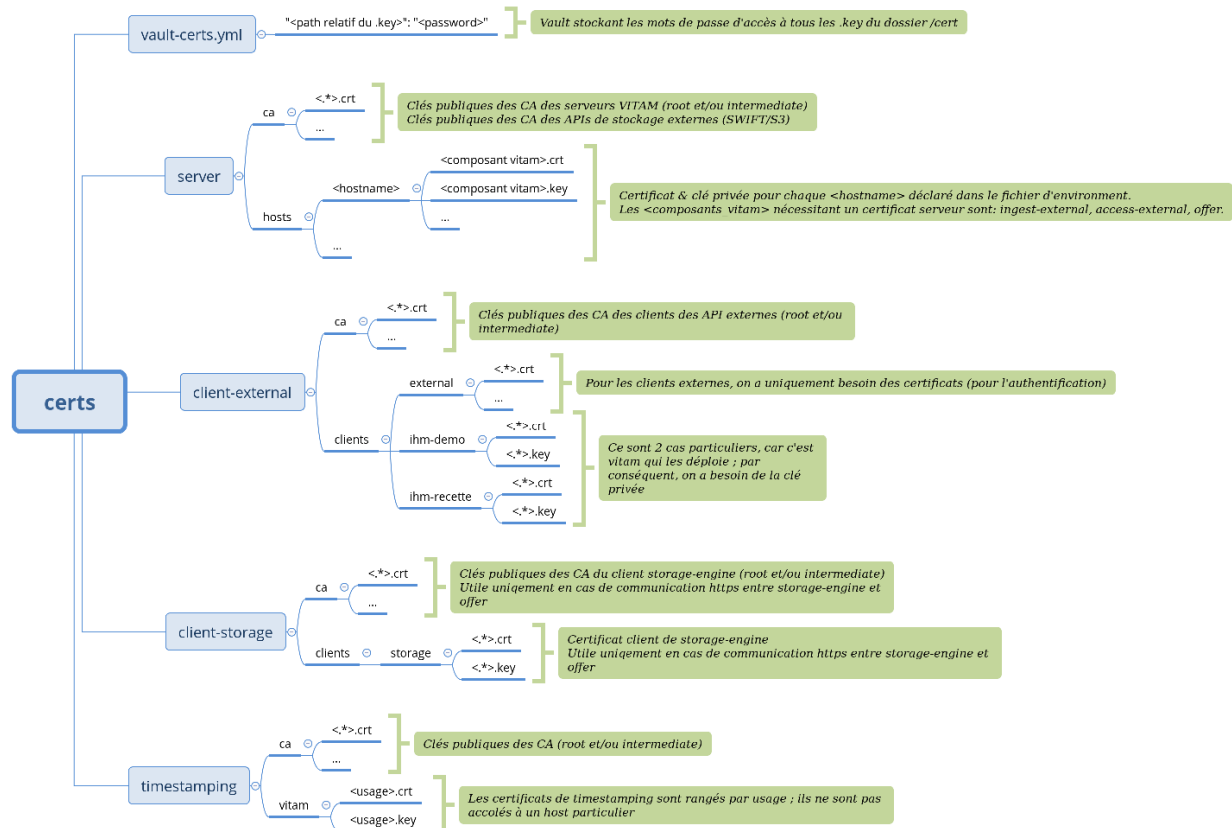 vault-certs.yml
"<path relatif du .key>": "<password>"
Vault stockant les mots de passe d'accès à tous les .key du dossier /cert
server
ca
<.*>.crt
...
Clés publiques des CA des serveurs VITAM (root et/ou intermediate)
Clés publiques des CA des APIs de stockage externes (SWIFT/S3)
hosts
<hostname>
<composant vitam>.crt
<composant vitam>.key
...
...
Certificat & clé privée pour chaque <hostname> déclaré dans le fichier d'environment.
Les <composants_vitam> nécessitant un certificat serveur sont: ingest-external, access-external, offer.
certs
client-external
ca
<.*>.crt
...
Clés publiques des CA des clients des API externes (root et/ou
intermediate)
clients
external
<.*>.crt
...
Pour les clients externes, on a uniquement besoin des certificats (pour l'authentification)
ihm-demo
<.*>.crt
<.*>.key
ihm-recette
<.*>.crt
<.*>.key
Ce sont 2 cas particuliers, car c'est
vitam qui les déploie ; par
conséquent, on a besoin de la clé
privée
client-storage
ca
<.*>.crt
...
Clés publiques des CA du client storage-engine (root et/ou intermediate)
Utile uniqement en cas de communication https entre storage-engine et
offer
clients
storage
<.*>.crt
<.*>.key
Certificat client de storage-engine
Utile uniqement en cas de communication https entre storage-engine et
offer
timestamping
ca
<.*>.crt
...
Clés publiques des CA (root et/ou intermediate)
vitam
<usage>.crt
<usage>.key
Les certificats de timestamping sont rangés par usage ; ils ne sont pas
accolés à un host particulier